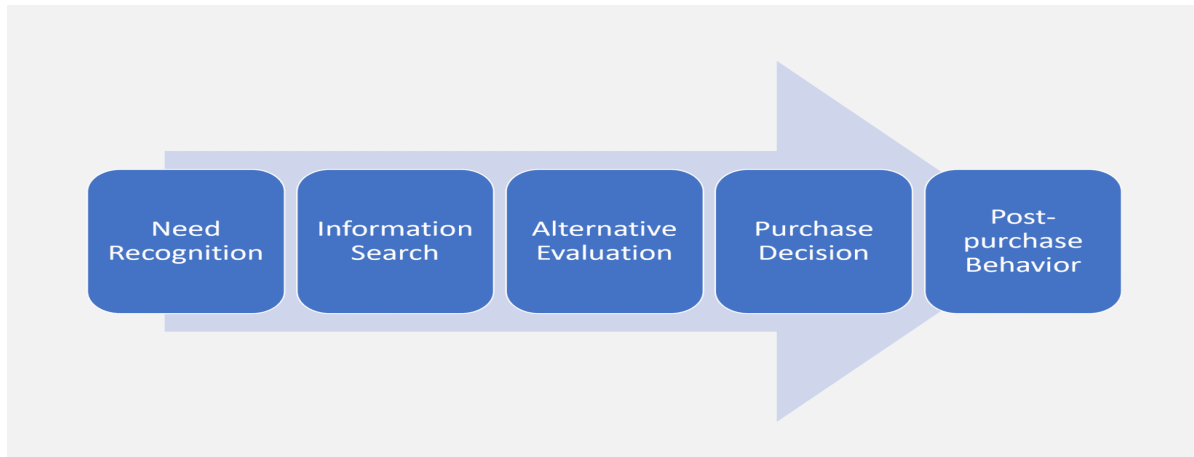 Need
Recognition
Information
Search
Alternative
Evaluation
Purchase
Decision
Post-
purchase
Behavior